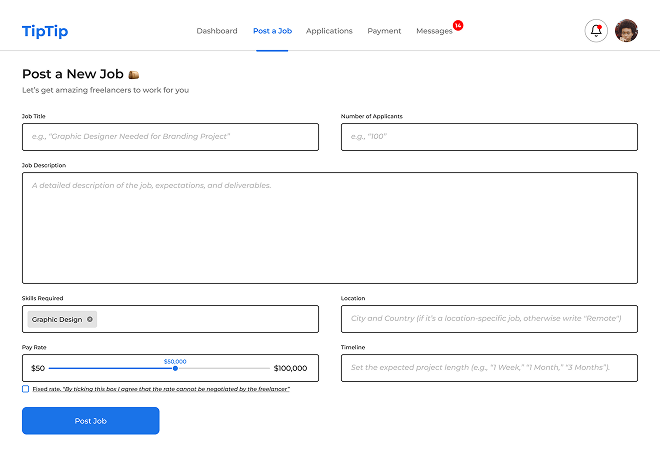 TipTip
Dashboard Post a Job Applications Payment Messages 14
Post a New Job
Let's get amazing freelancers to work for you
Job Title Number of Applicants
e.g., "Graphic Designer Needed for Branding Project" e.g., "100"
Job Description
A detailed description of the job, expectations, and deliverables.
Skills Required Location
Graphic Design City and Country (if it's a location-specific job, otherwise write "Remote")
Pay Rate Timeline
$50,000
$50 $100,000 Set the expected project length (e.g., "1 Week," "1 Month," "3 Months").
Fixed rate. "By ticking this box I agree that the rate cannot be negotiated by the freelancer"
Post Job